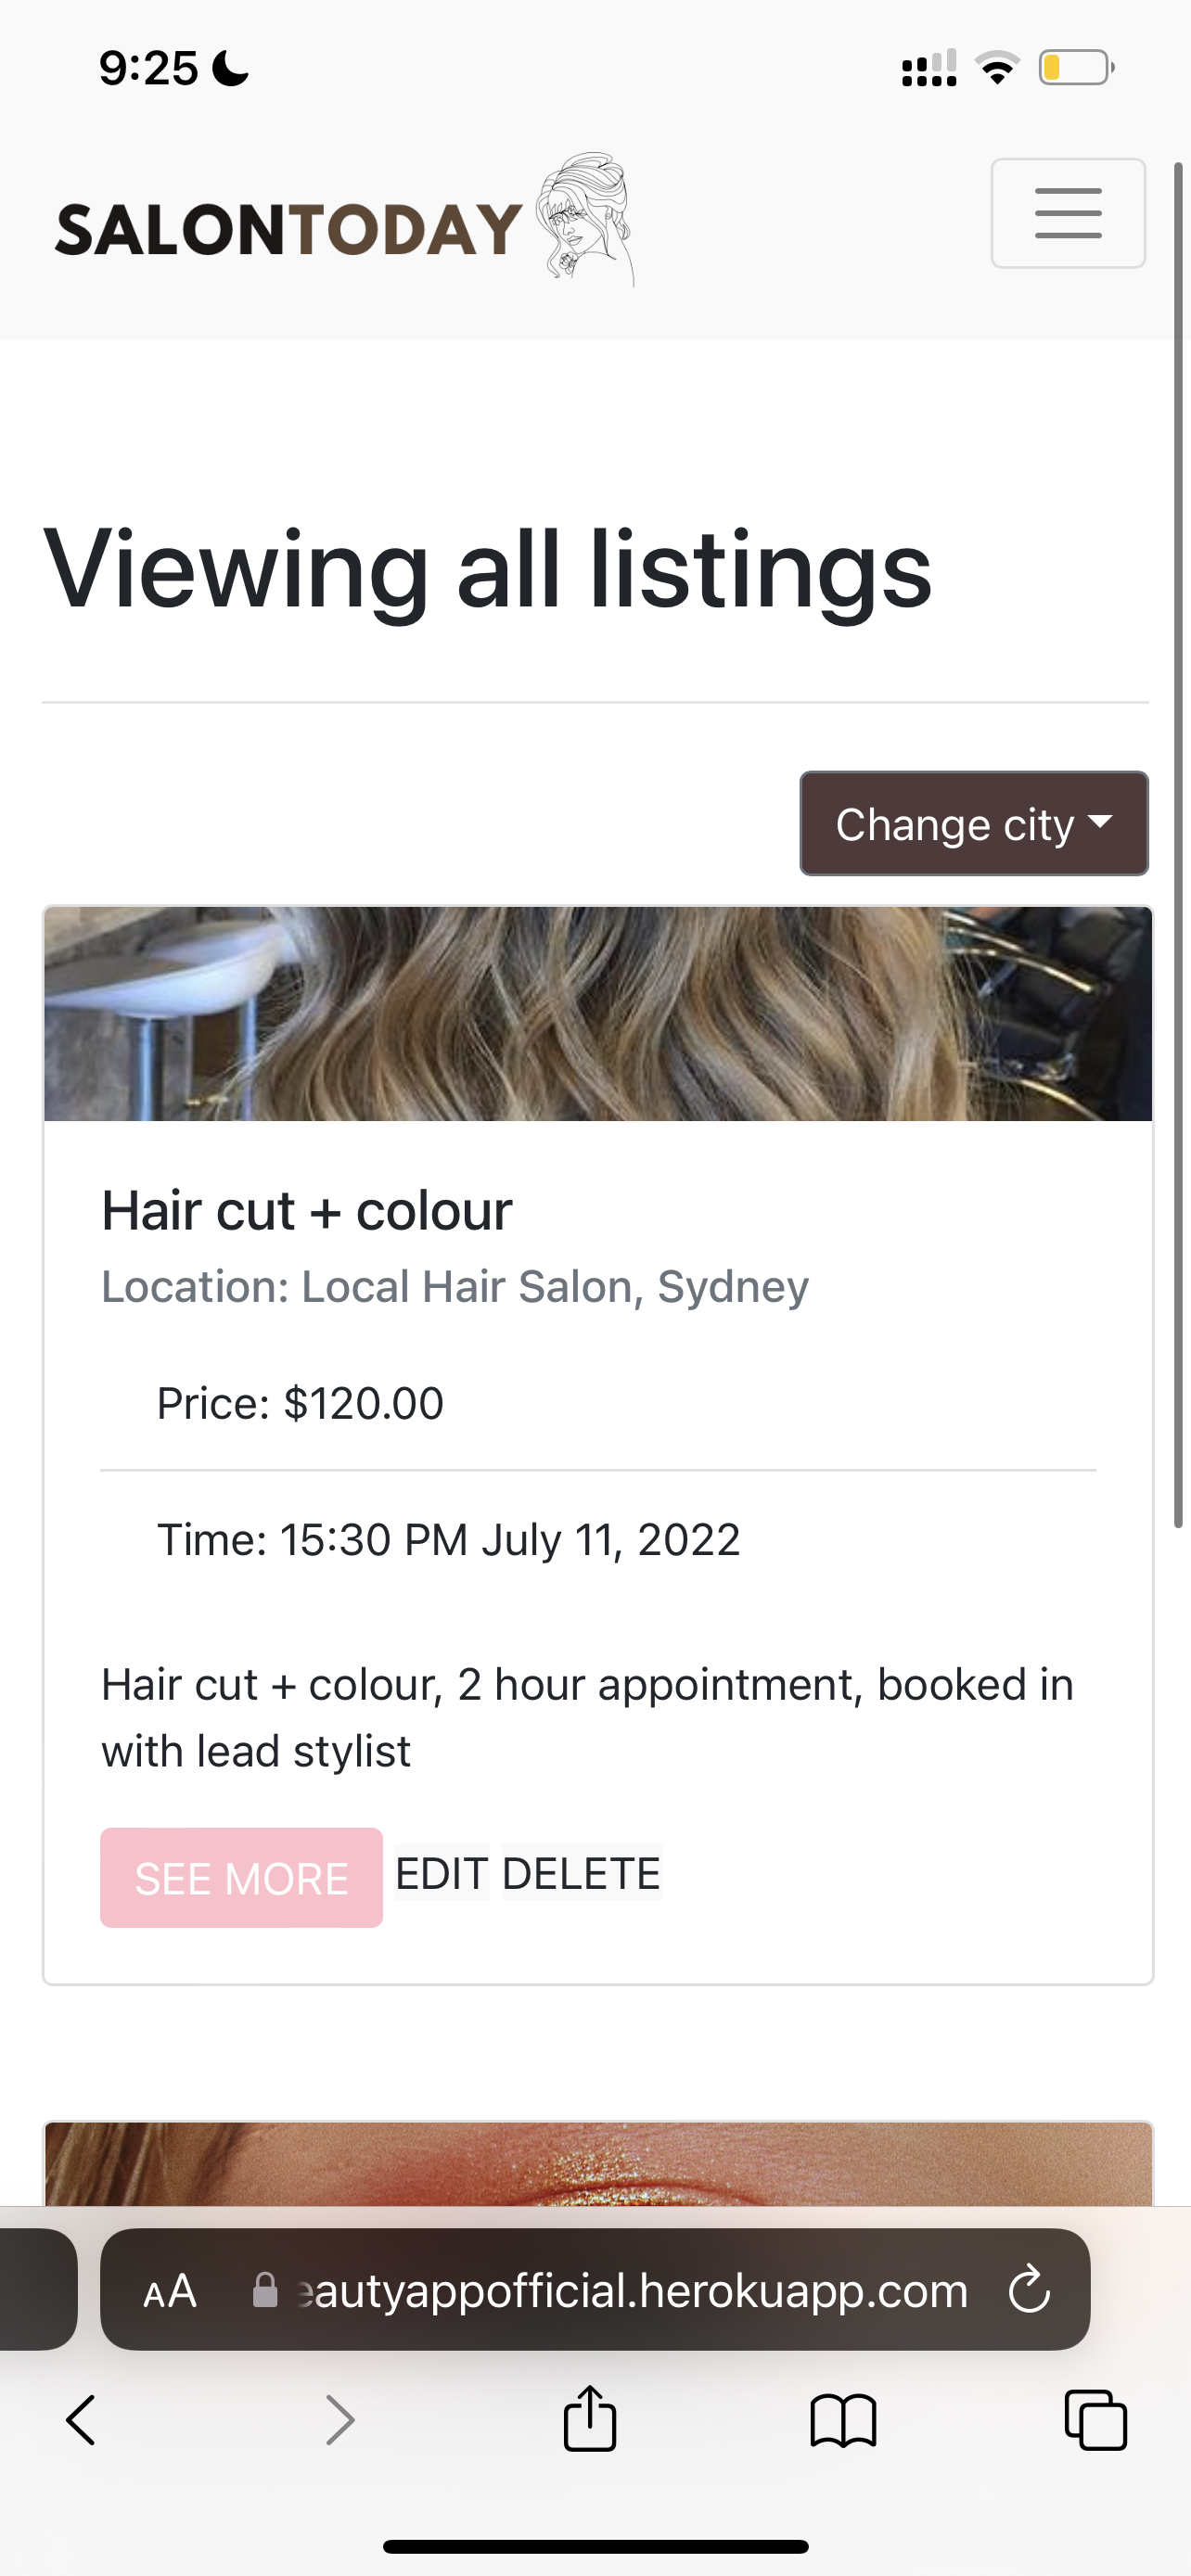 9:25
SALONTODAY
Viewing all listings
Change city
Hair cut + colour
Location: Local Hair Salon, Sydney
Price: $120.00
Time: 15:30 PM July 11, 2022
Hair cut + colour, 2 hour appointment, booked in
with lead stylist
SEE MORE EDIT DELETE
AA eautyappofficial.herokuapp.com